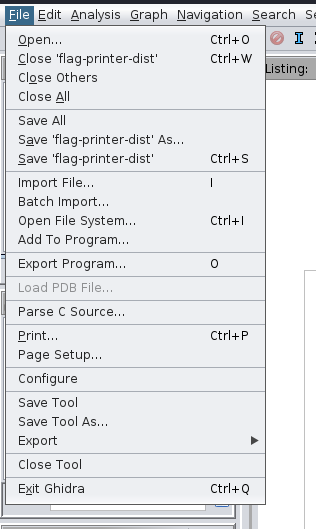 File Edit Analysis Graph Navigation Search Se
Listing:
Open... Ctrl+O
Close 'flag-printer-dist' Ctrl+W
Close Others
Close All
Save All
Save 'flag-printer-dist' As...
Save 'flag-printer-dist' Ctrl+S
Import File... I
Batch Import...
Open File System... Ctrl+I
Add To Program...
Export Program... O
Load PDB File...
Parse C Source...
Print... Ctrl+P
Page Setup...
Configure
Save Tool
Save Tool As...
Export
Close Tool
Exit Ghidra Ctrl+Q